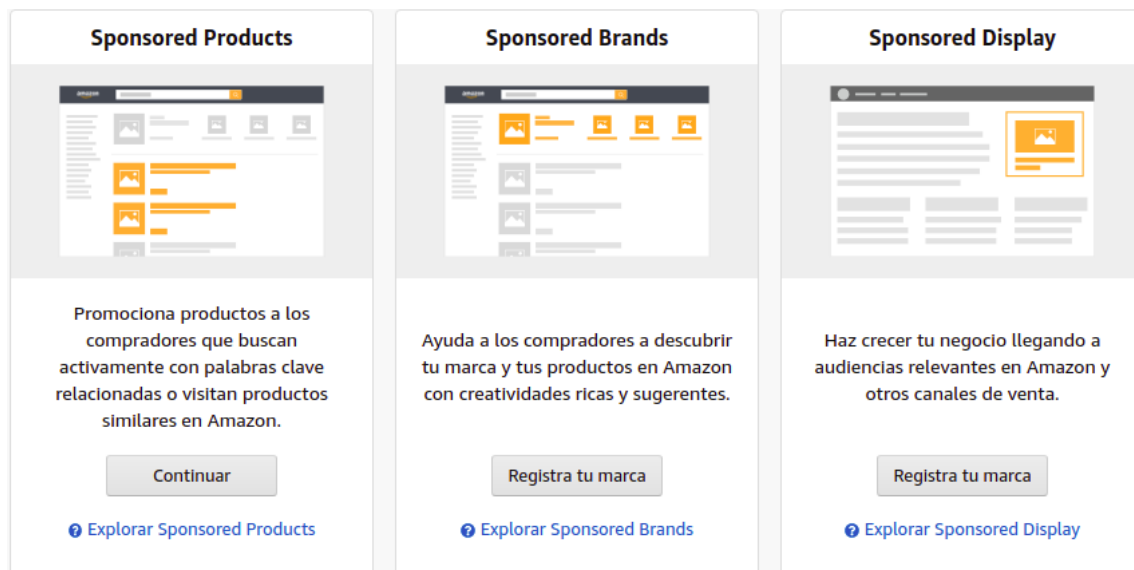 Sponsored Products
amazon
Promociona productos a los
compradores que buscan
activamente con palabras clave
relacionadas o visitan productos
similares en Amazon.
Continuar
Explorar Sponsored Products
Sponsored Brands
amazon
Ayuda a los compradores a descubrir
tu marca y tus productos en Amazon
con creatividades ricas y sugerentes.
Registra tu marca
Explorar Sponsored Brands
Sponsored Display
Haz crecer tu negocio llegando a
audiencias relevantes en Amazon y
otros canales de venta.
Registra tu marca
Explorar Sponsored Display